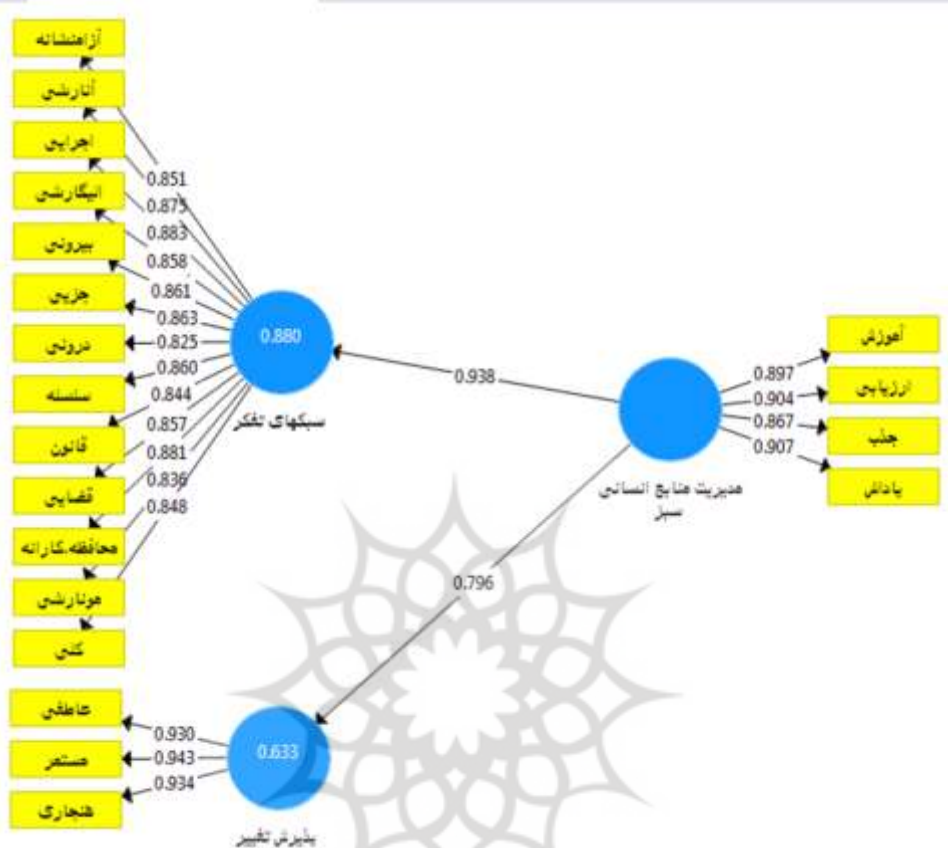 آزامنشانه
آنارشی
اجرایی
الیگارشی
بیرونی
جزیی
درونی
سلسله
قانون
قضایی
محافظه.کارانه
مونارشی
کلی
0.851
0.875
0.883
0.858
0.861
0.863
0.825
0.860
0.844
0.857
0.881
0.836
0.848
0.880
سبکهای تفکر
0.938
مدیریت منابع انسانی
سبز
0.897
0.904
0.867
0.907
آموزش
ارزیابی
جذب
پاداش
0.796
عاطفی
مستمر
هنجاری
0.930
0.943
0.934
0.633
پذیرش تغییر